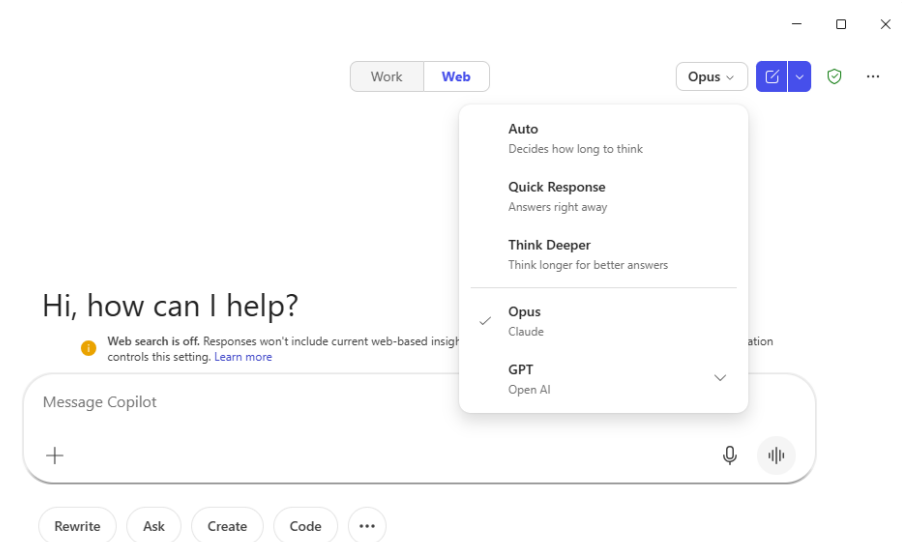 Work
Web
Opus
Auto
Decides how long to think
Quick Response
Answers right away
Think Deeper
Think longer for better answers
Opus
Claude
GPT
Open AI
Hi, how can I help?
Web search is off. Responses won't include current web-based
controls this setting. Learn more
Message Copilot
Rewrite
Ask
Create
Code